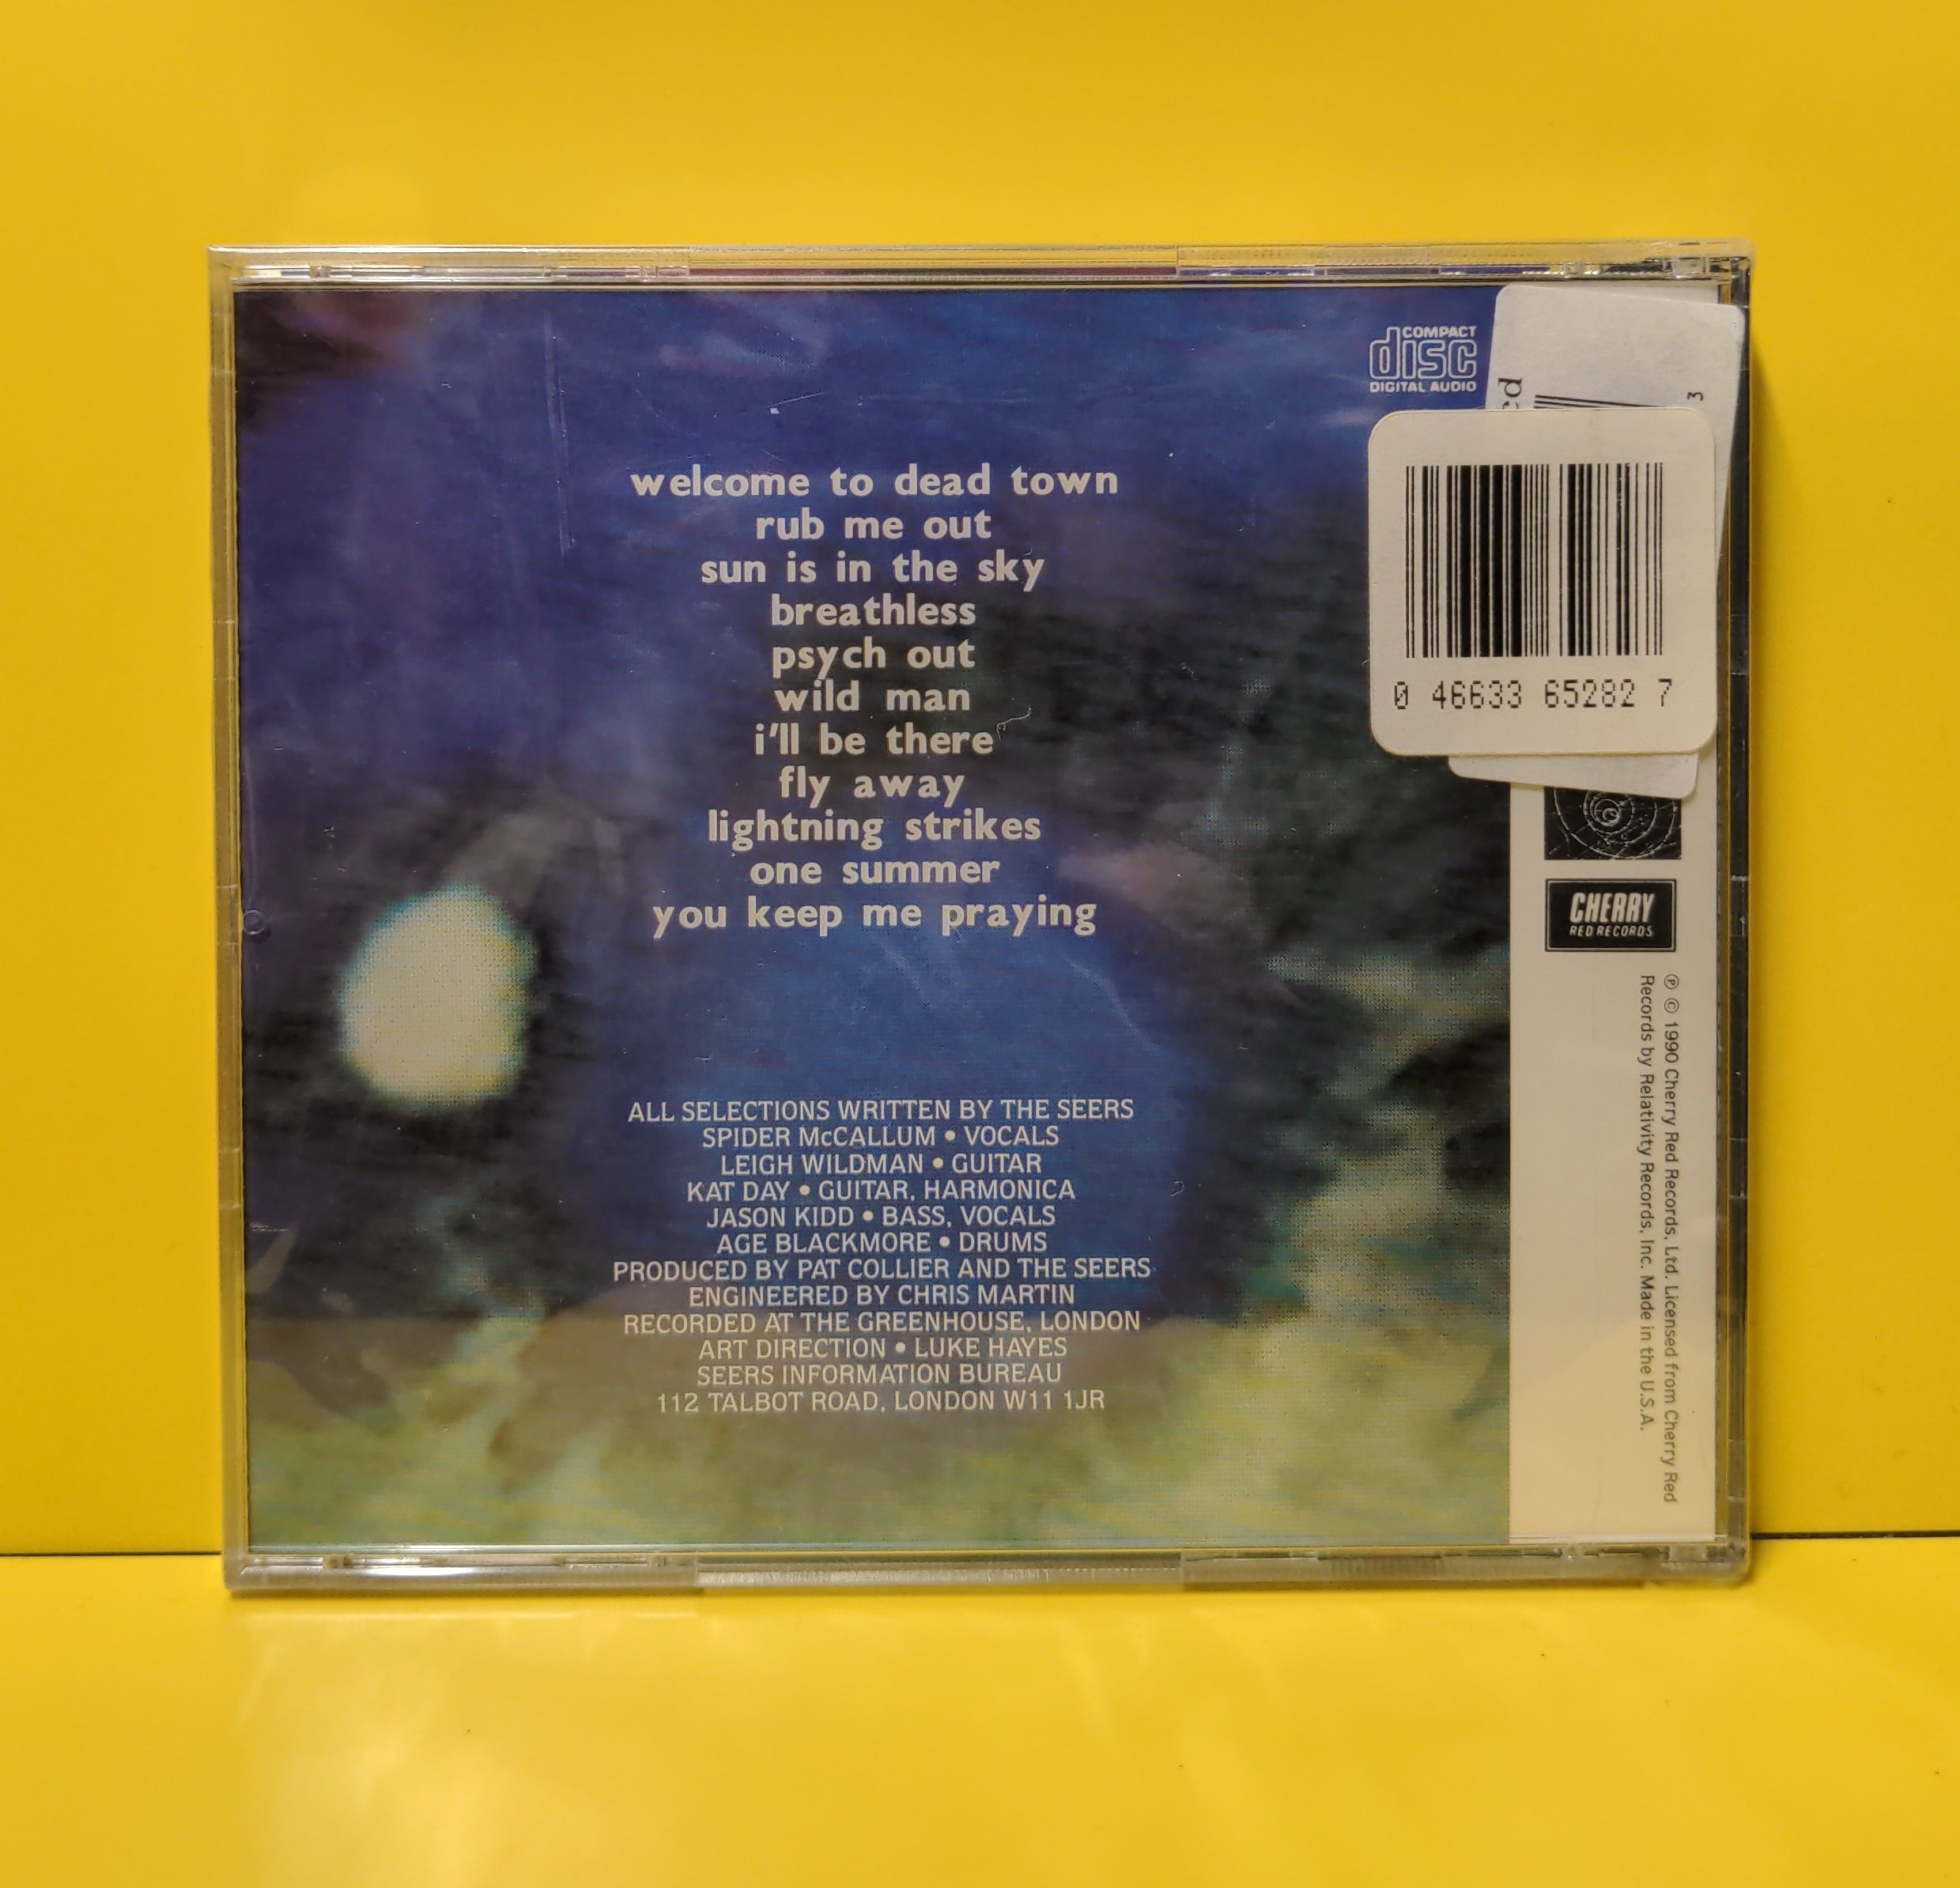 COMPACT
disc
DIGITAL AUDIO
3
welcome to dead town
rub me out
sun is in the sky
breathless
psych out
wild man
i'll be there
fly away
lightning strikes
one summer
you keep me praying
0 46633 65282 7
CHERRY
RED RECORDS
℗ © 1990 Cherry Red Records, Ltd. Licensed from Cherry Red
Records by Relativity Records, Inc. Made in the U.S.A.
ALL SELECTIONS WRITTEN BY THE SEERS
SPIDER McCALLUM • VOCALS
LEIGH WILDMAN • GUITAR
KAT DAY • GUITAR, HARMONICA
JASON KIDD • BASS, VOCALS
AGE BLACKMORE • DRUMS
PRODUCED BY PAT COLLIER AND THE SEERS
ENGINEERED BY CHRIS MARTIN
RECORDED AT THE GREENHOUSE, LONDON
ART DIRECTION • LUKE HAYES
SEERS INFORMATION BUREAU
112 TALBOT ROAD, LONDON W11 1JR